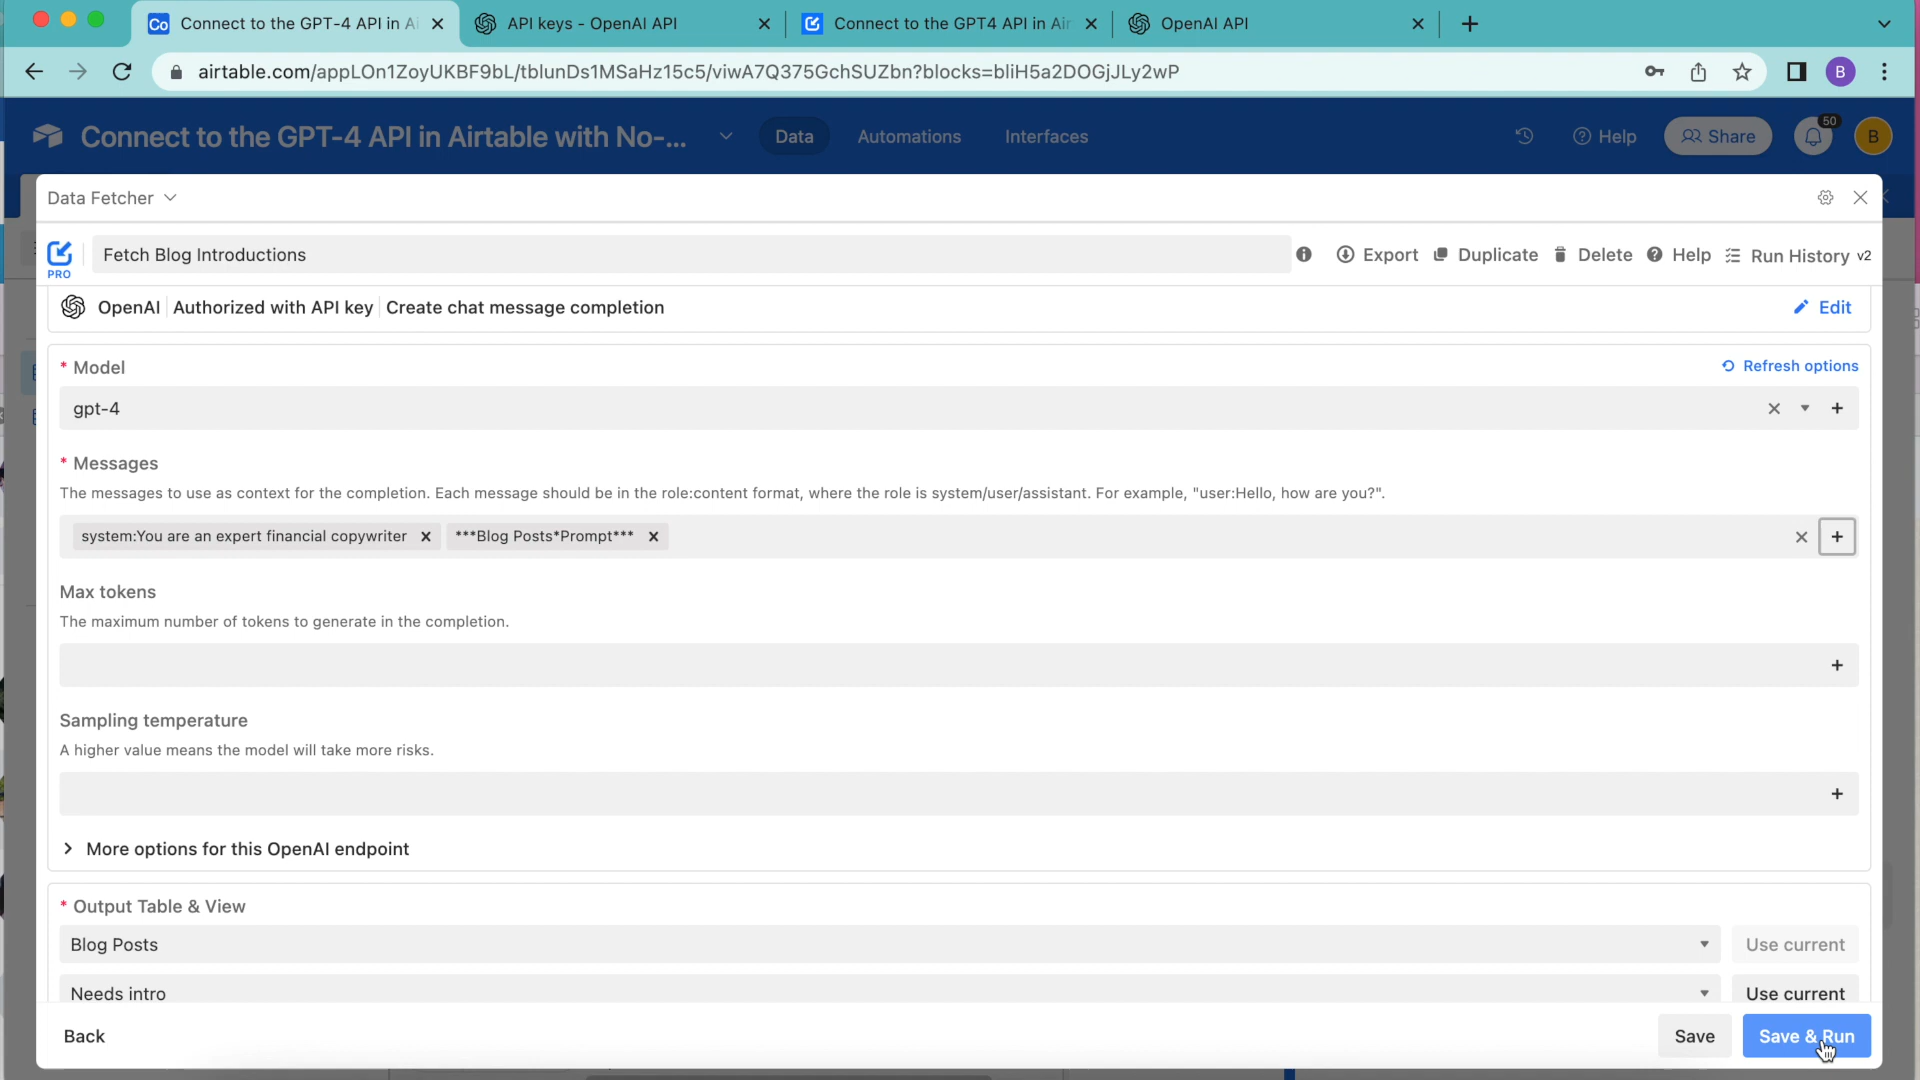 Co Connect to the GPT-4 API in Ai
API keys - OpenAI API
Connect to the GPT4 API in Air
OpenAI API
airtable.com/appLOn1ZoyUKBF9bL/tblunDs1MSaHz15c5/viwA7Q375GchSUZbn?blocks=bliH5a2DOGjJLy2wP
B
Connect to the GPT-4 API in Airtable with No-...
Data
Automations
Interfaces
Help
Share
50
B
Data Fetcher
PRO
Fetch Blog Introductions
Export
Duplicate
Delete
Help
Run History v2
OpenAI Authorized with API key Create chat message completion
Edit
* Model
Refresh options
gpt-4
* Messages
The messages to use as context for the completion. Each message should be in the role:content format, where the role is system/user/assistant. For example, "user:Hello, how are you?".
system:You are an expert financial copywriter
***Blog Posts*Prompt***
Max tokens
The maximum number of tokens to generate in the completion.
Sampling temperature
A higher value means the model will take more risks.
More options for this OpenAI endpoint
* Output Table & View
Blog Posts
Use current
Needs intro
Use current
Back
Save
Save & Run